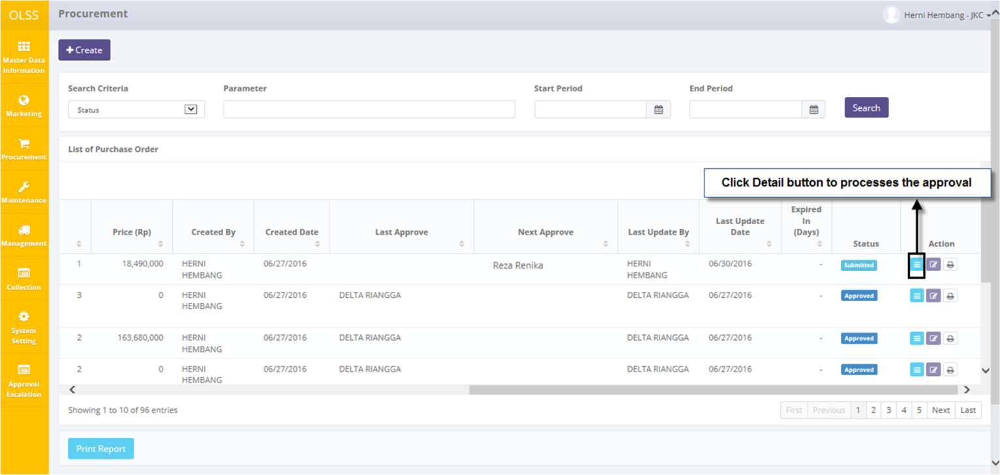 OLSS
Procurement
Herni Hembang - JKC
Master Data
Information
Marketing
Procurement
Maintenance
Management
Collection
System
Setting
Approval
Escalation
Create
Search Criteria
Parameter
Start Period
End Period
Status
Search
List of Purchase Order
Click Detail button to processes the approval
Price (Rp)
Created By
Created Date
Last Approve
Next Approve
Last Update By
Last Update
Date
Expired
In
(Days)
Status
Action
1 18,490,000 HERNI 06/27/2016 Reza Renika HERNI 06/30/2016 - Submitted
HEMBANG HEMBANG
3 0 HERNI 06/27/2016 DELTA RIANGGA DELTA RIANGGA 06/27/2016 - Approved
HEMBANG
2 163,680,000 HERNI 06/27/2016 DELTA RIANGGA DELTA RIANGGA 06/27/2016 - Approved
HEMBANG
2 0 HERNI 06/27/2016 DELTA RIANGGA DELTA RIANGGA 06/27/2016 - Approved
HEMBANG
Showing 1 to 10 of 96 entries
First Previous 1 2 3 4 5 Next Last
Print Report